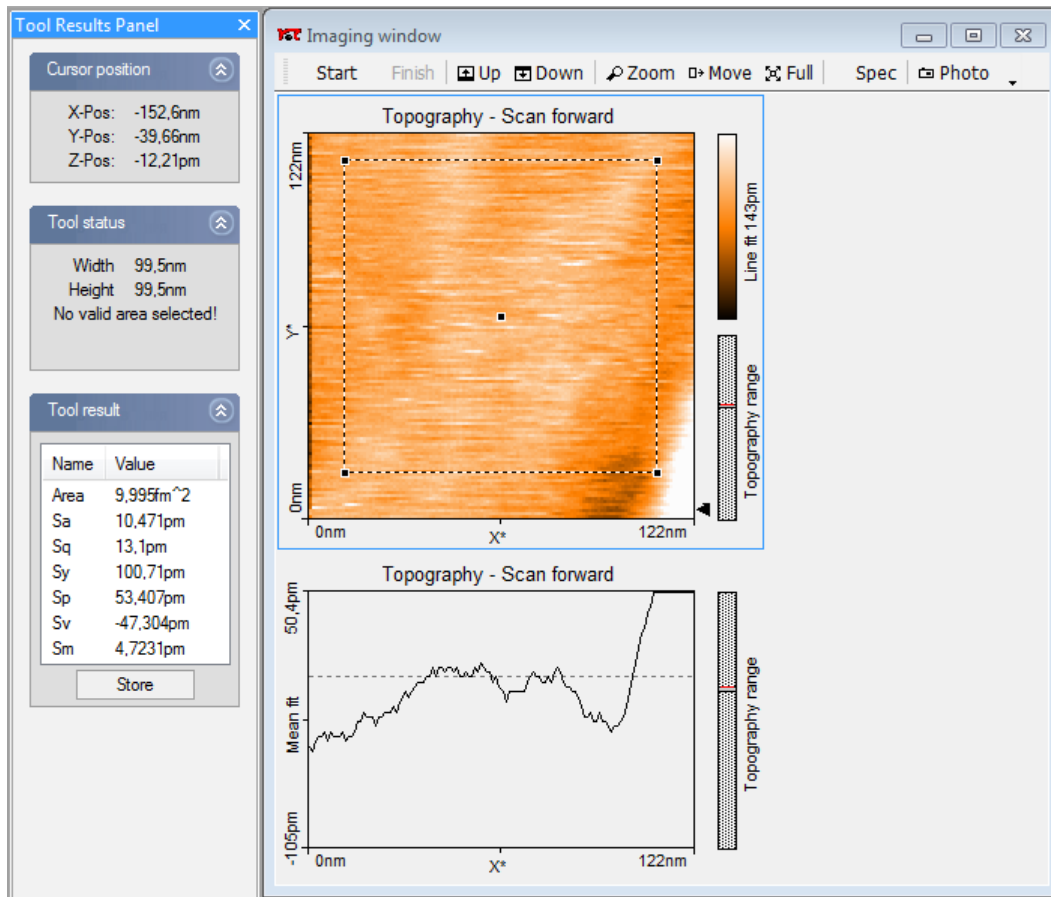 Tool Results Panel
Cursor position
X-Pos: -152,6nm
Y-Pos: -39,66nm
Z-Pos: -12,21pm
Tool status
Width 99,5nm
Height 99,5nm
No valid area selected!
Tool result
Name Value
Area 9,995fm^2
Sa 10,471pm
Sq 13,1pm
Sy 100,71pm
Sp 53,407pm
Sv -47,304pm
Sm 4,7231pm
Store
Imaging window
Start Finish Up Down Zoom Move Full Spec Photo
Topography - Scan forward
122nm
Y*
0nm
0nm X* 122nm
Line fit 143pm
Topography range
Topography - Scan forward
50,4pm
Mean fit
-105pm
0nm X* 122nm
Topography range